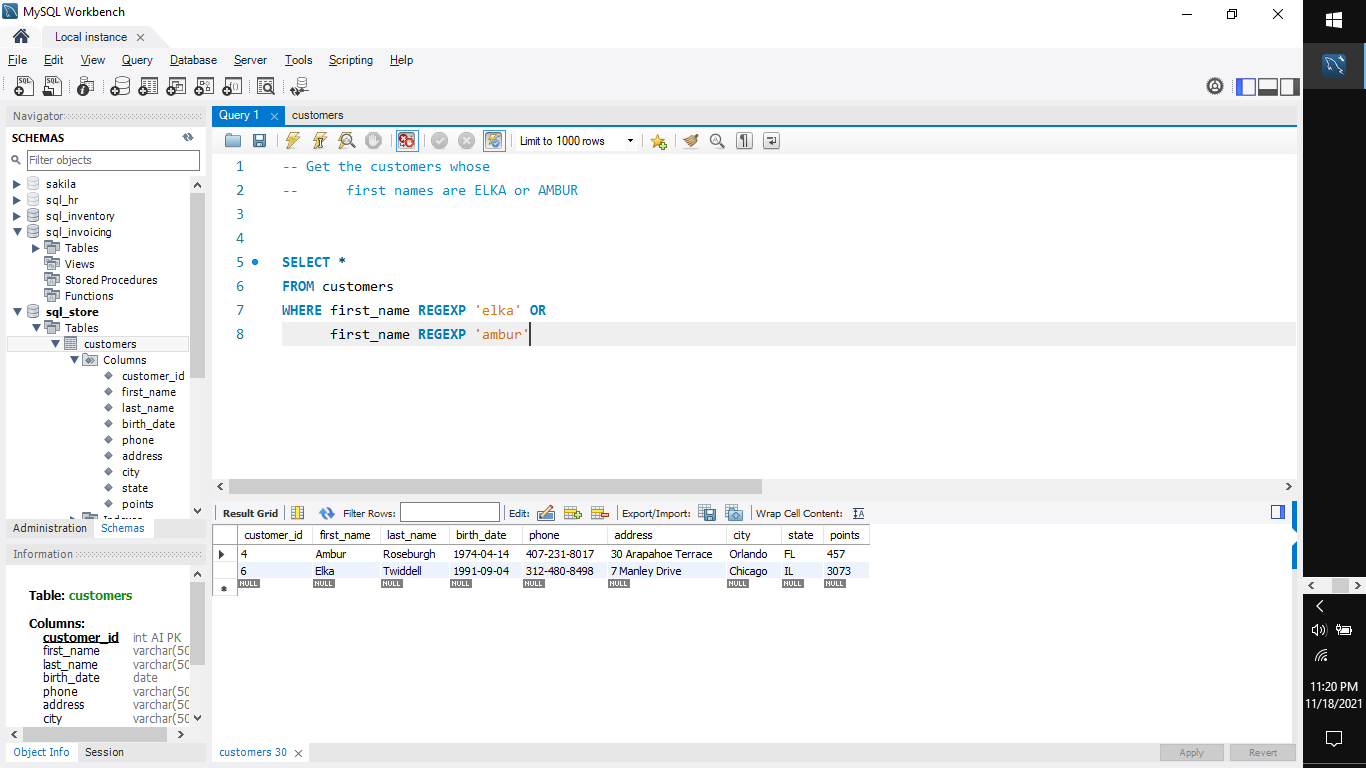 MySQL Workbench
Local instance
File Edit View Query Database Server Tools Scripting Help
Navigator
SCHEMAS
Filter objects
sakila
sql_hr
sql_inventory
sql_invoicing
Tables
Views
Stored Procedures
Functions
sql_store
Tables
customers
Columns
customer_id
first_name
last_name
birth_date
phone
address
city
state
points
Administration Schemas
Information
Table: customers
Columns:
customer_id int AI PK
first_name varchar(50
last_name varchar(50
birth_date date
phone varchar(50
address varchar(50
city varchar(50
Object Info Session
Query 1 customers
Limit to 1000 rows
1 -- Get the customers whose
2 -- first names are ELKA or AMBUR
3
4
5 SELECT *
6 FROM customers
7 WHERE first_name REGEXP 'elka' OR
8 first_name REGEXP 'ambur'
Result Grid Filter Rows: Edit: Export/Import: Wrap Cell Content:
customer_id first_name last_name birth_date phone address city state points
4 Ambur Roseburgh 1974-04-14 407-231-8017 30 Arapahoe Terrace Orlando FL 457
6 Elka Twiddell 1991-09-04 312-480-8498 7 Manley Drive Chicago IL 3073
NULL NULL NULL NULL NULL NULL NULL NULL NULL
customers 30
Apply Revert
11:20 PM
11/18/2021